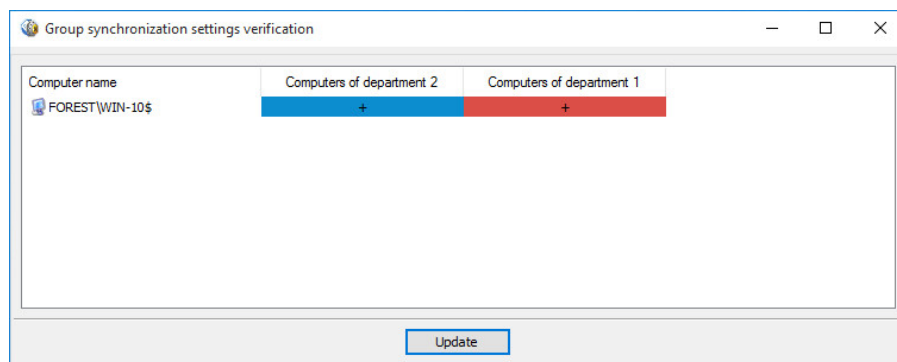 Group synchronization settings verification
Computer name Computers of department 2 Computers of department 1
FOREST\WIN-10$ + +
Update